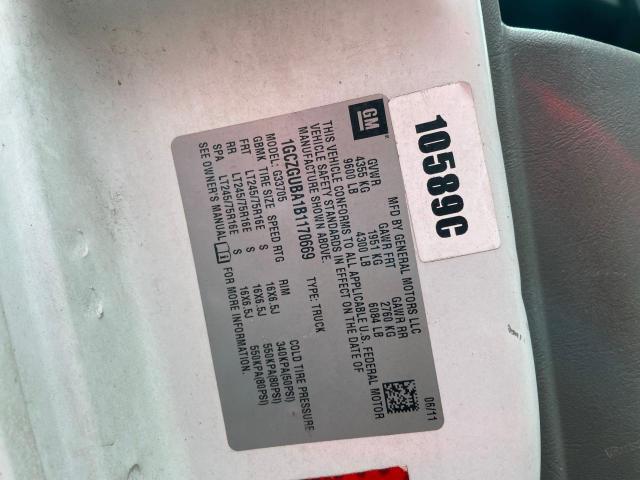 10589C
GM
MFD BY GENERAL MOTORS LLC
06/11
GVWR GAWR FRT GAWR RR
4355 KG 1951 KG 2760 KG
9600 LB 4300 LB 6084 LB
THIS VEHICLE CONFORMS TO ALL APPLICABLE U.S. FEDERAL MOTOR
VEHICLE SAFETY STANDARDS IN EFFECT ON THE DATE OF
MANUFACTURE SHOWN ABOVE.
1GCZGUBA1B1170669 TYPE: TRUCK
MODEL: G33705
GBMK TIRE SIZE SPEED RTG RIM COLD TIRE PRESSURE
FRT LT245/75R16E S 16X6.5J 340KPA(50PSI)
RR LT245/75R16E S 16X6.5J 550KPA(80PSI)
SPA LT245/75R16E S 16X6.5J 550KPA(80PSI)
SEE OWNER'S MANUAL FOR MORE INFORMATION.